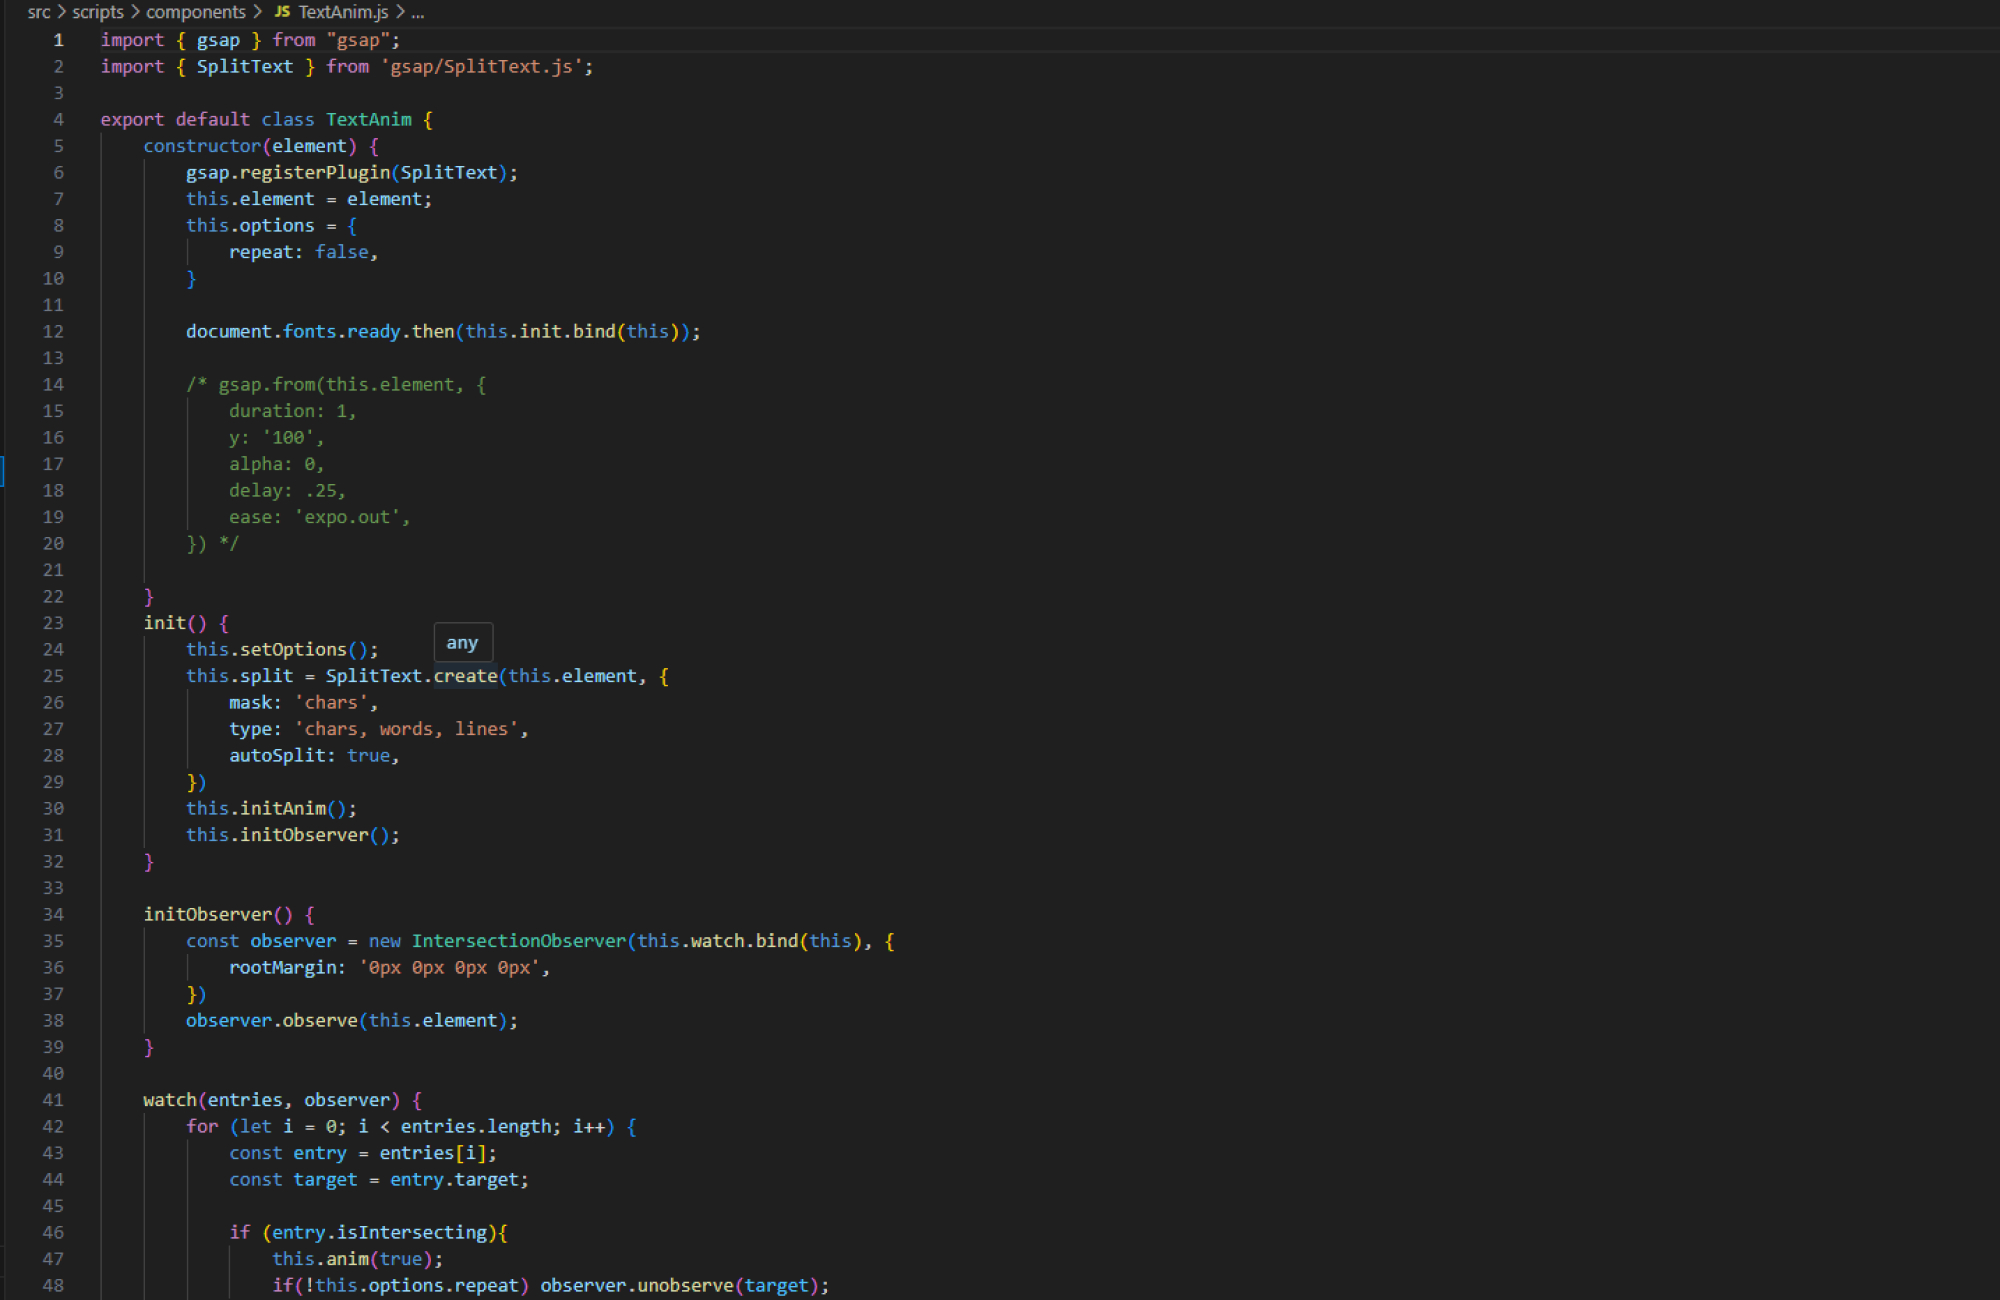 src > scripts > components > JS TextAnim.js > ...
1 import { gsap } from "gsap";
2 import { SplitText } from 'gsap/SplitText.js';
3
4 export default class TextAnim {
5 constructor(element) {
6 gsap.registerPlugin(SplitText);
7 this.element = element;
8 this.options = {
9 repeat: false,
10 }
11
12 document.fonts.ready.then(this.init.bind(this));
13
14 /* gsap.from(this.element, {
15 duration: 1,
16 y: '100',
17 alpha: 0,
18 delay: .25,
19 ease: 'expo.out',
20 }) */
21
22 }
23 init() {
any
24 this.setOptions();
25 this.split = SplitText.create(this.element, {
26 mask: 'chars',
27 type: 'chars, words, lines',
28 autoSplit: true,
29 })
30 this.initAnim();
31 this.initObserver();
32 }
33
34 initObserver() {
35 const observer = new IntersectionObserver(this.watch.bind(this), {
36 rootMargin: '0px 0px 0px 0px',
37 })
38 observer.observe(this.element);
39 }
40
41 watch(entries, observer) {
42 for (let i = 0; i < entries.length; i++) {
43 const entry = entries[i];
44 const target = entry.target;
45
46 if (entry.isIntersecting){
47 this.anim(true);
48 if(!this.options.repeat) observer.unobserve(target);